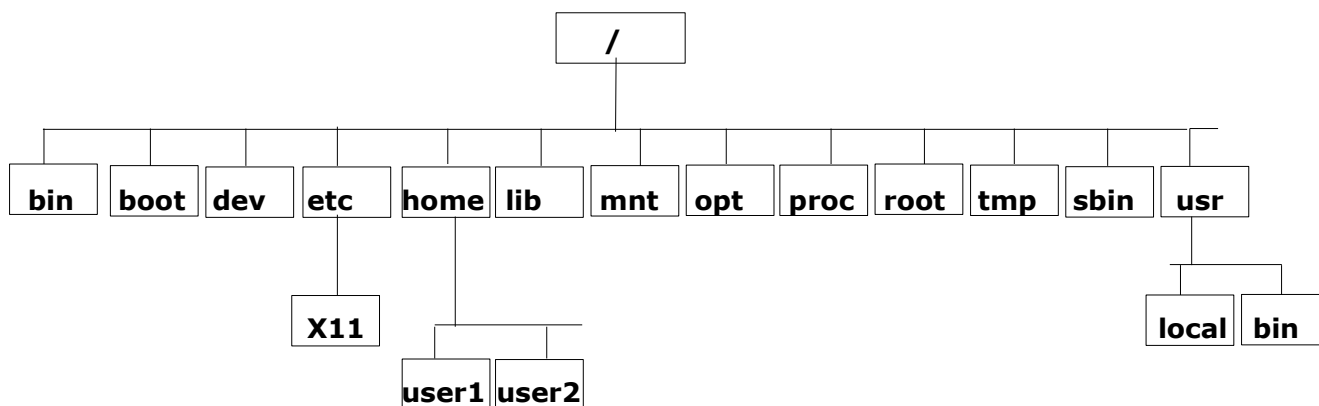 /
bin boot dev etc home lib mnt opt proc root tmp sbin usr
X11 local bin
user1 user2